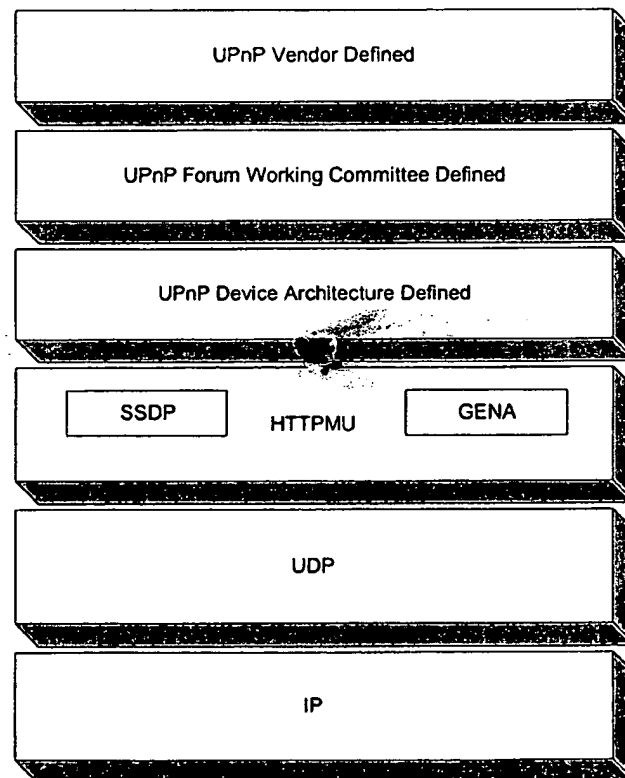 UPnP Vendor Defined
UPnP Forum Working Committee Defined
UPnP Device Architecture Defined
SSDP
HTTPMU
GENA
UDP
IP